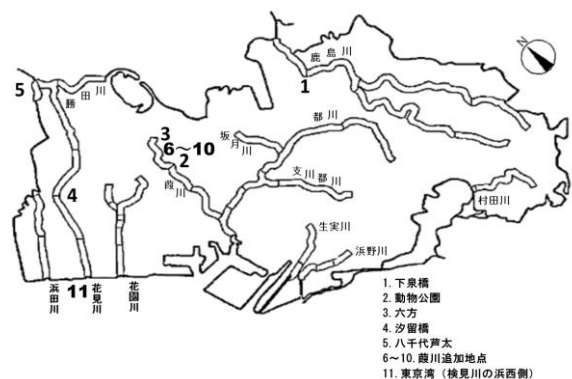 鹿島川
N
1
5
勝田川
都川
坂月川
3
6〜10
2
葭川
支川都川
4
村田川
生実川
浜野川
浜田川
11
花見川
花園川
1. 下泉橋
2. 動物公園
3. 六方
4. 汐留橋
5. 八千代芦太
6〜10. 葭川追加地点
11. 東京湾（検見川の浜西側）